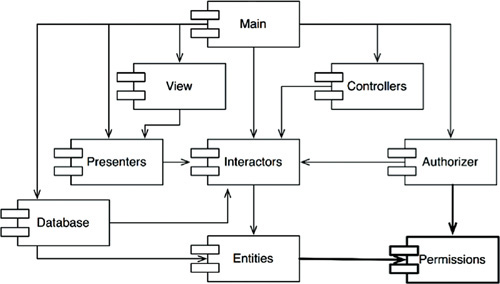 Main
View
Controllers
Presenters
Interactors
Authorizer
Database
Entities
Permissions